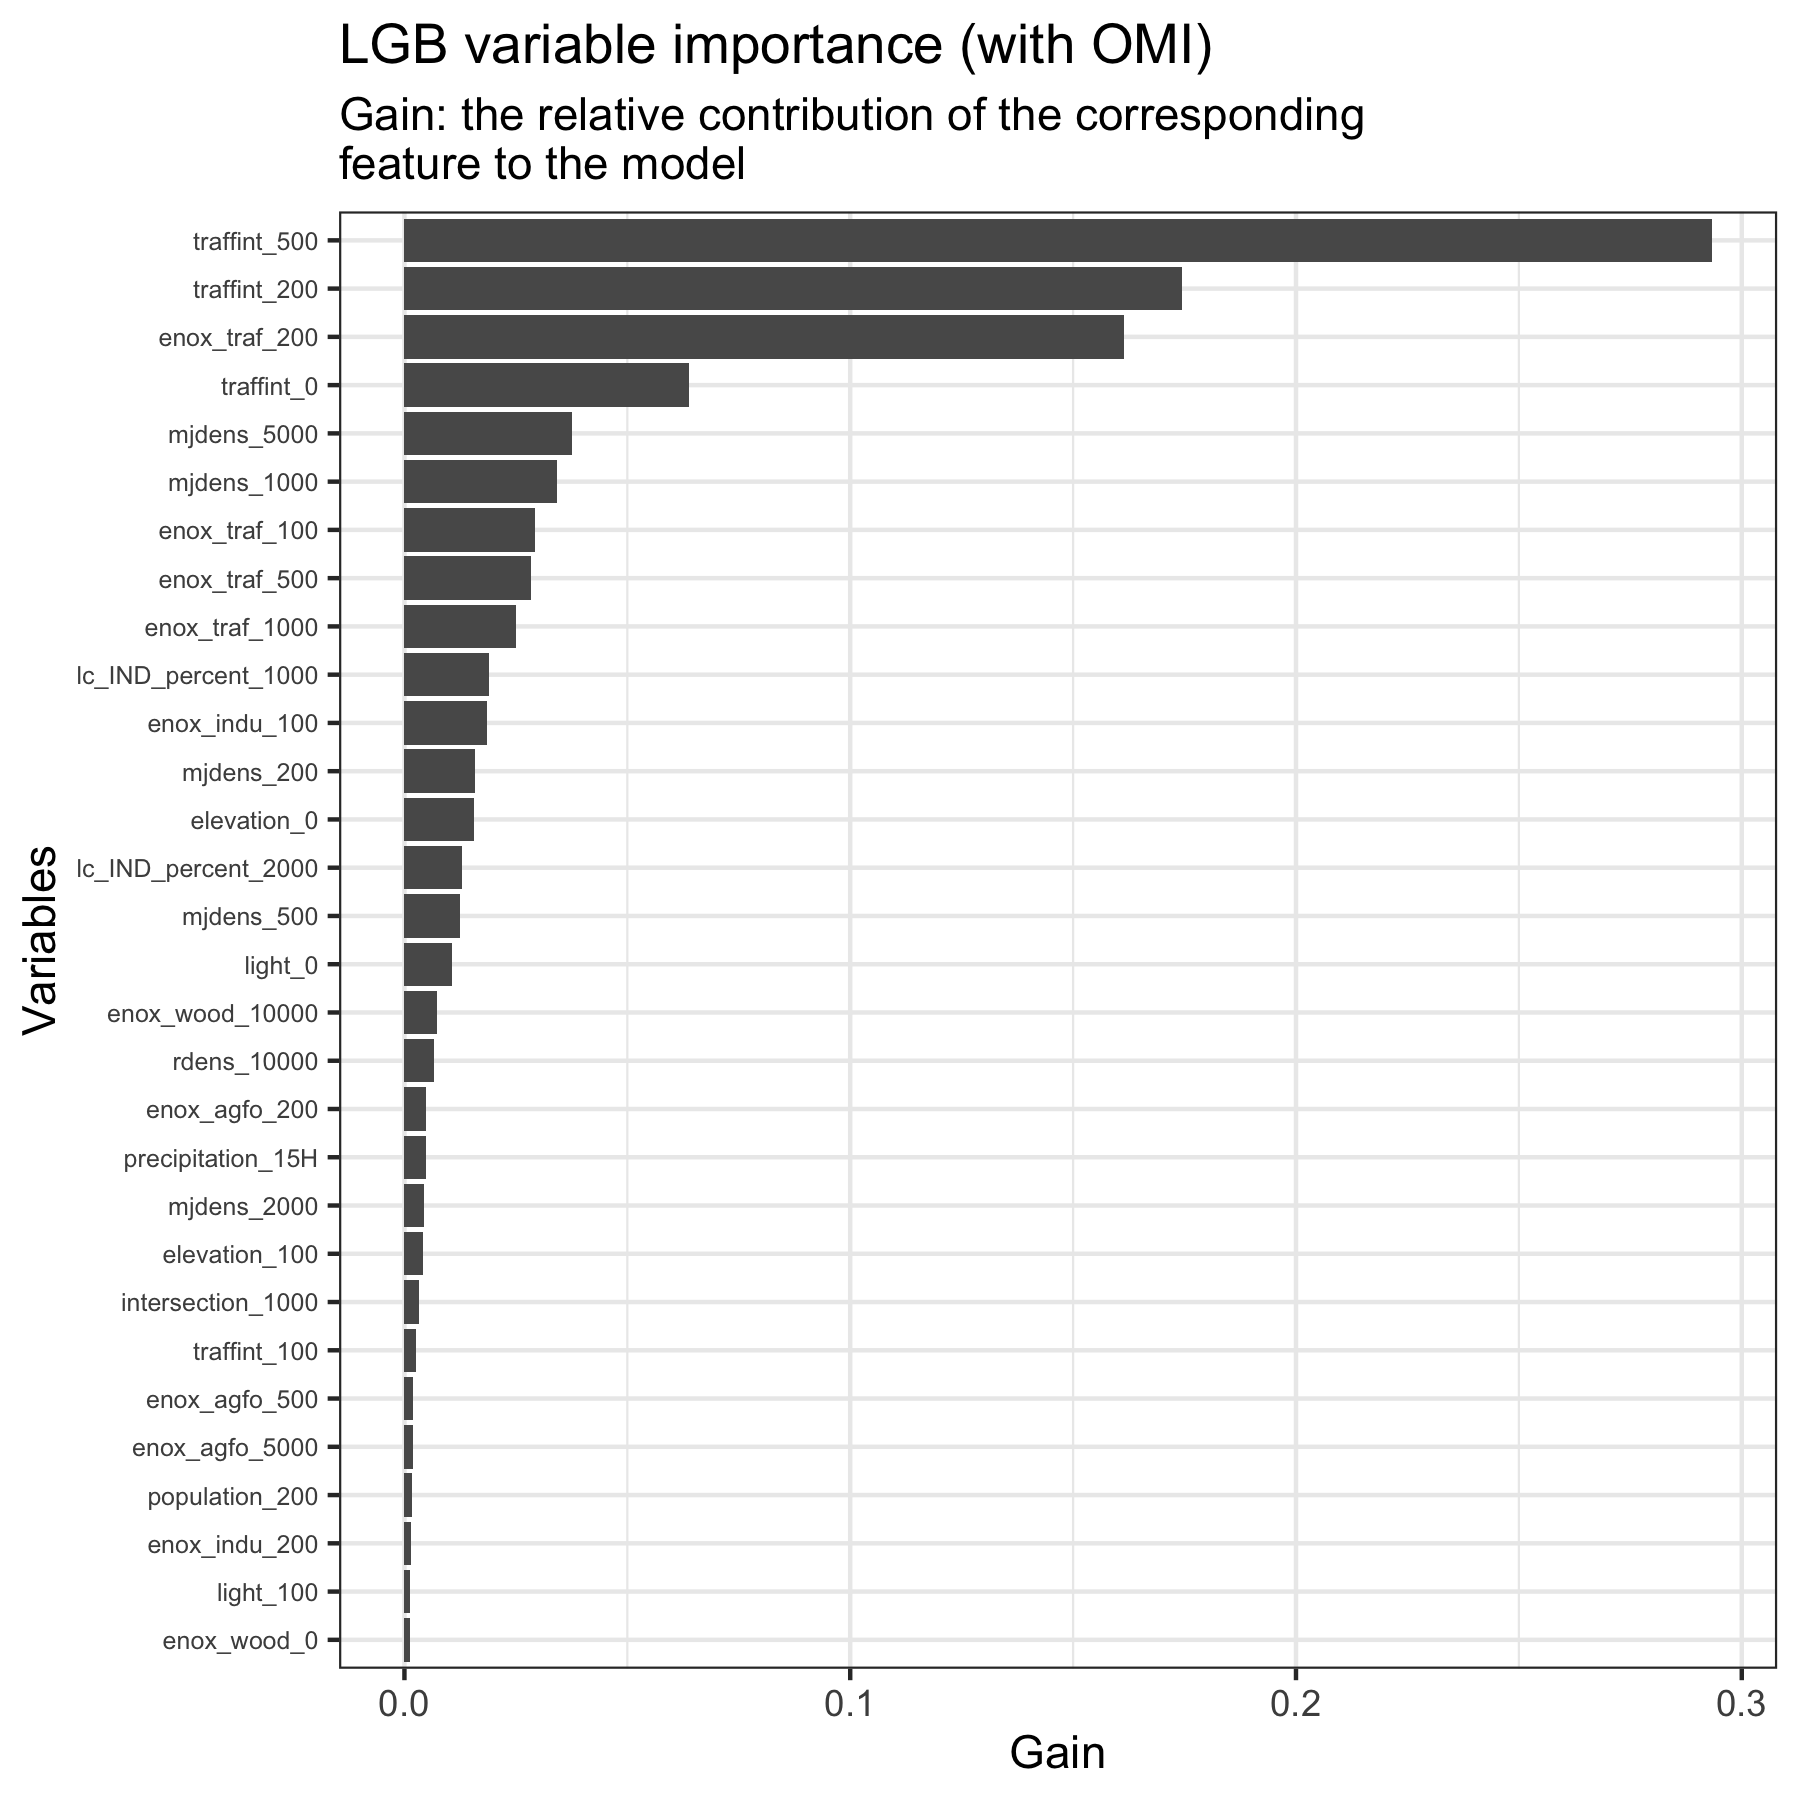 LGB variable importance (with OMI)
Gain: the relative contribution of the corresponding
feature to the model
traffint_500
traffint_200
enox_traf_200
traffint_0
mjdens_5000
mjdens_1000
enox_traf_100
enox_traf_500
enox_traf_1000
lc_IND_percent_1000
enox_indu_100
mjdens_200
elevation_0
lc_IND_percent_2000
mjdens_500
light_0
enox_wood_10000
rdens_10000
enox_agfo_200
precipitation_15H
mjdens_2000
elevation_100
intersection_1000
traffint_100
enox_agfo_500
enox_agfo_5000
population_200
enox_indu_200
light_100
enox_wood_0
Variables
0.0 0.1 0.2 0.3
Gain